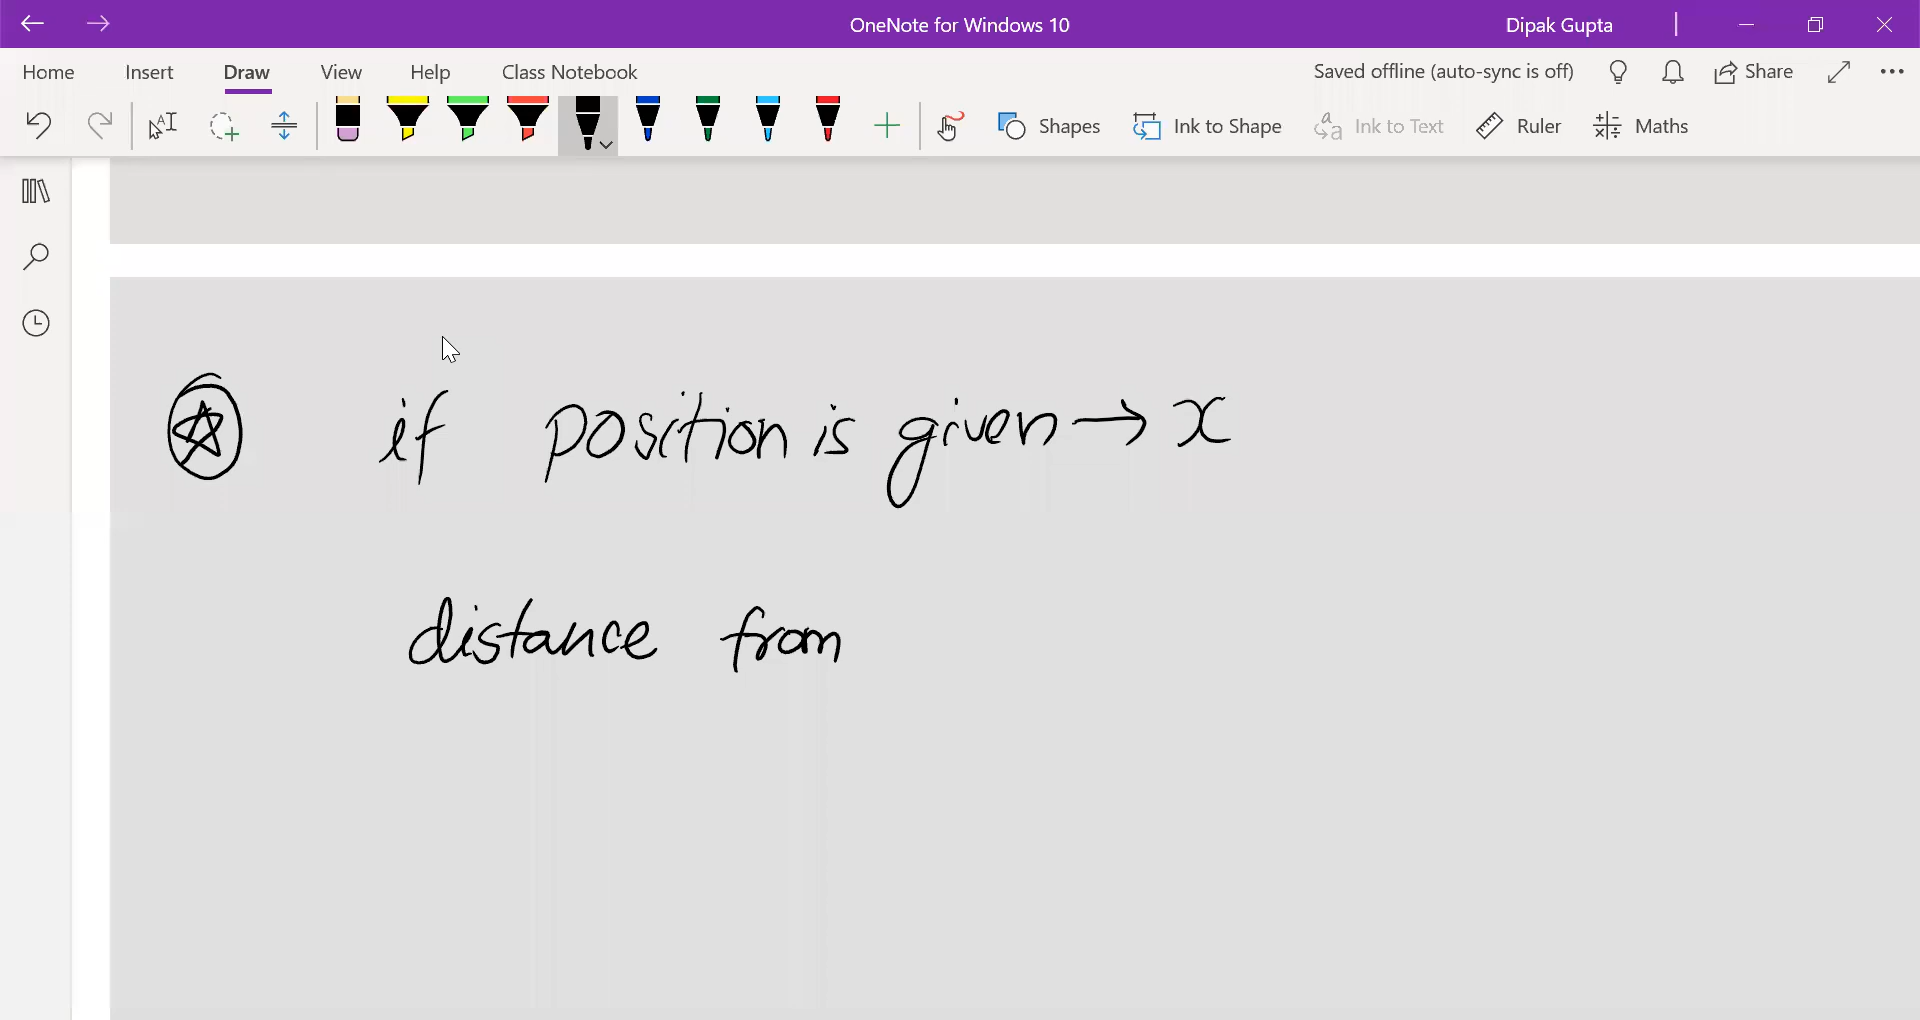 OneNote for Windows 10
Dipak Gupta
Home Insert Draw View Help Class Notebook
Saved offline (auto-sync is off) Share
Shapes Ink to Shape Ink to Text Ruler Maths
if position is given → x
distance from